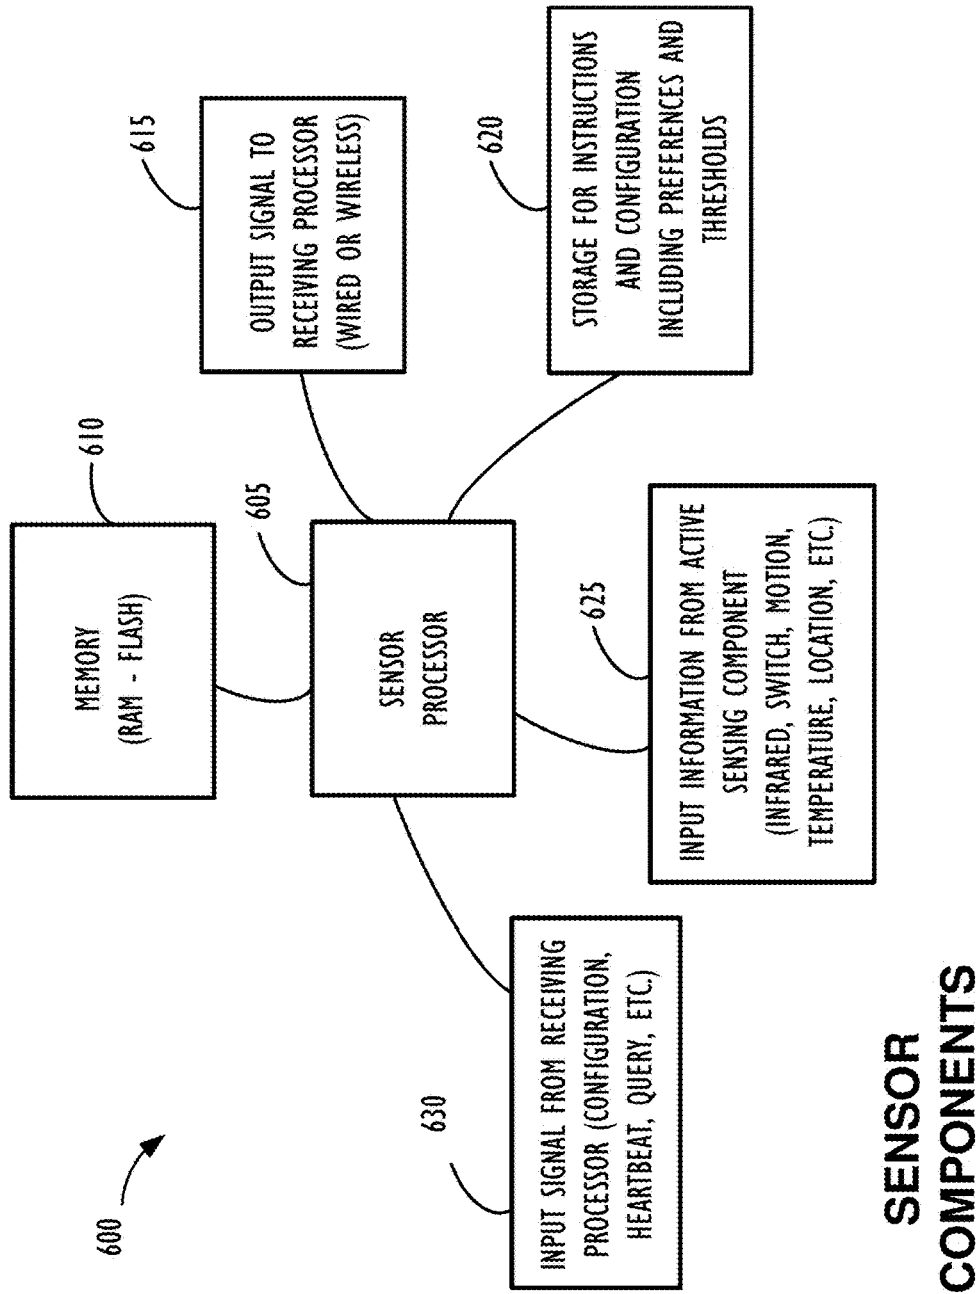 600
MEMORY
(RAM - FLASH)
610
605
SENSOR
PROCESSOR
OUTPUT SIGNAL TO
RECEIVING PROCESSOR
(WIRED OR WIRELESS)
615
STORAGE FOR INSTRUCTIONS
AND CONFIGURATION
INCLUDING PREFERENCES AND
THRESHOLDS
620
INPUT INFORMATION FROM ACTIVE
SENSING COMPONENT
(INFRARED, SWITCH, MOTION,
TEMPERATURE, LOCATION, ETC.)
625
630
INPUT SIGNAL FROM RECEIVING
PROCESSOR (CONFIGURATION,
HEARTBEAT, QUERY, ETC.)
SENSOR
COMPONENTS